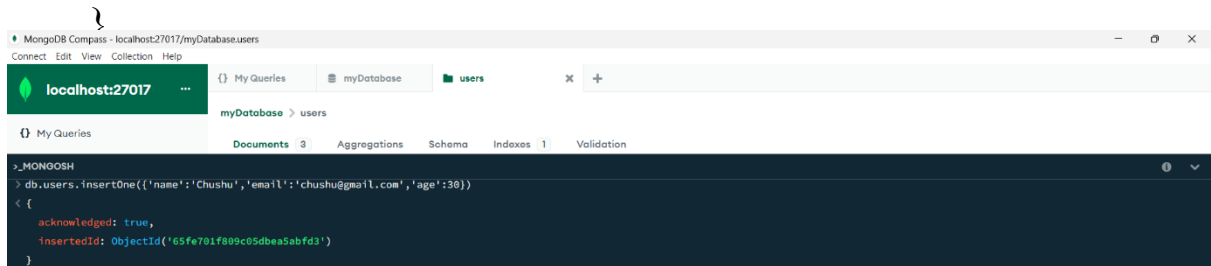 }
MongoDB Compass - localhost:27017/myDatabase.users
Connect Edit View Collection Help
localhost:27017 ...
{} My Queries myDatabase users
myDatabase > users
{} My Queries
Documents 3 Aggregations Schema Indexes 1 Validation
>_MONGOSH
> db.users.insertOne({'name':'Chushu','email':'chushu@gmail.com','age':30})
< {
acknowledged: true,
insertedId: ObjectId('65fe701f809c05dbea5abfd3')
}